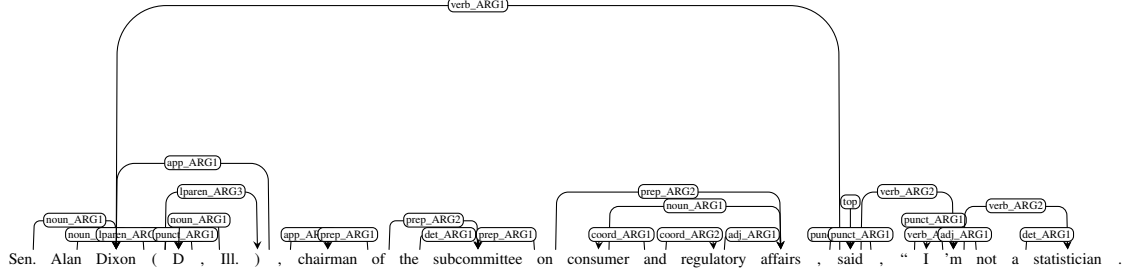 verb_ARG1
app_ARG1
lparen_ARG3 prep_ARG2 verb_ARG2
noun_ARG1 top verb_ARG2
noun_ARG1 noun_ARG1 prep_ARG2 punct_ARG1
punct_ARG1 prep_ARG1 det_ARG1 prep_ARG1 coord_ARG1 coord_ARG2 adj_ARG1 punct_ARG1 adj_ARG1 det_ARG1
Sen. Alan Dixon ( D , Ill. ) , chairman of the subcommittee on consumer and regulatory affairs , said , “ I 'm not a statistician .